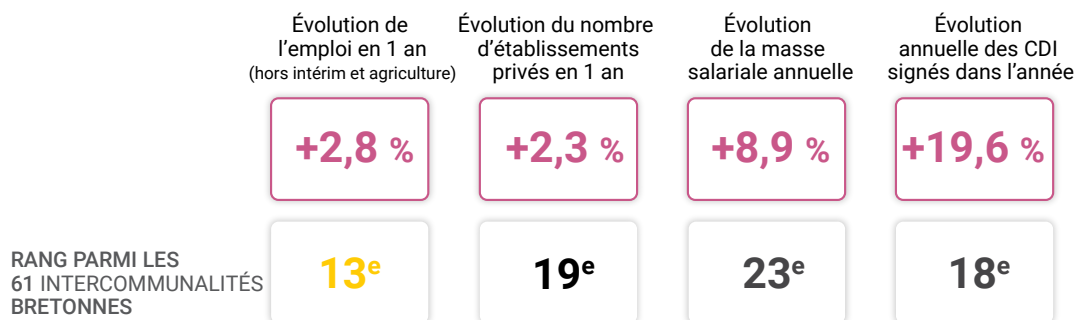 Évolution de
l'emploi en 1 an
(hors intérim et agriculture)
Évolution du nombre
d'établissements
privés en 1 an
Évolution
de la masse
salariale annuelle
Évolution
annuelle des CDI
signés dans l'année
+2,8 %
+2,3 %
+8,9 %
+19,6 %
RANG PARMI LES
61 INTERCOMMUNALITÉS
BRETONNES
13e
19e
23e
18e